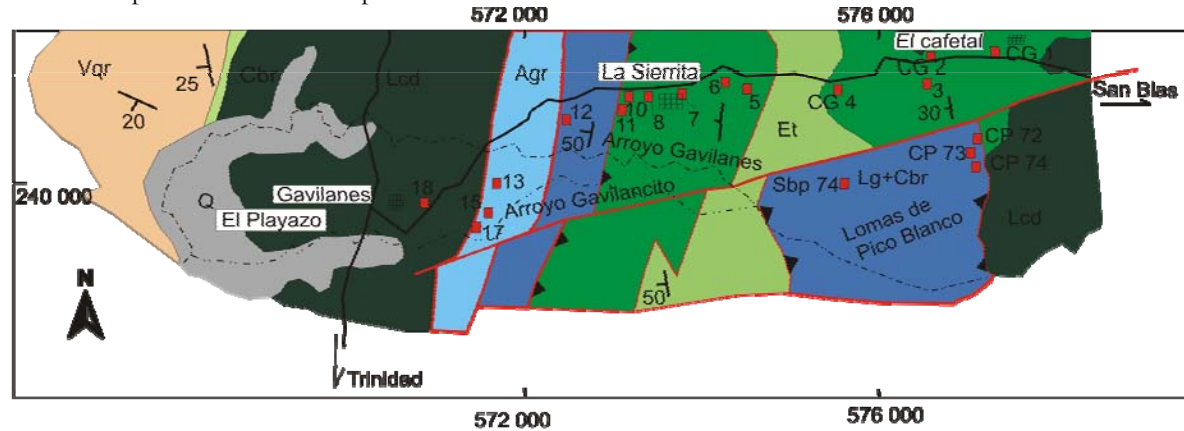 572 000
576 000
Vqr
25
20
Cbr
Lcd
Agr
La Sierrita
El cafetal
CG 1
CG 2
San Blas
12
10
11
8
7
6
5
CG 4
3
30
50
Et
Arroyo Gavilanes
CP 72
CP 73
CP 74
240 000
Q
El Playazo
Gavilanes
18
13
15
17
Arroyo Gavilancito
Sbp 74
Lg+Cbr
Lomas de
Pico Blanco
Lcd
N
50
Trinidad
572 000
576 000